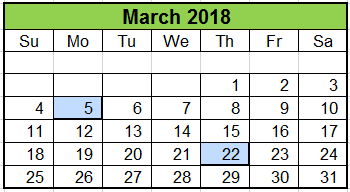 March 2018
Su Mo Tu We Th Fr Sa
1 2 3
4 5 6 7 8 9 10
11 12 13 14 15 16 17
18 19 20 21 22 23 24
25 26 27 28 29 30 31